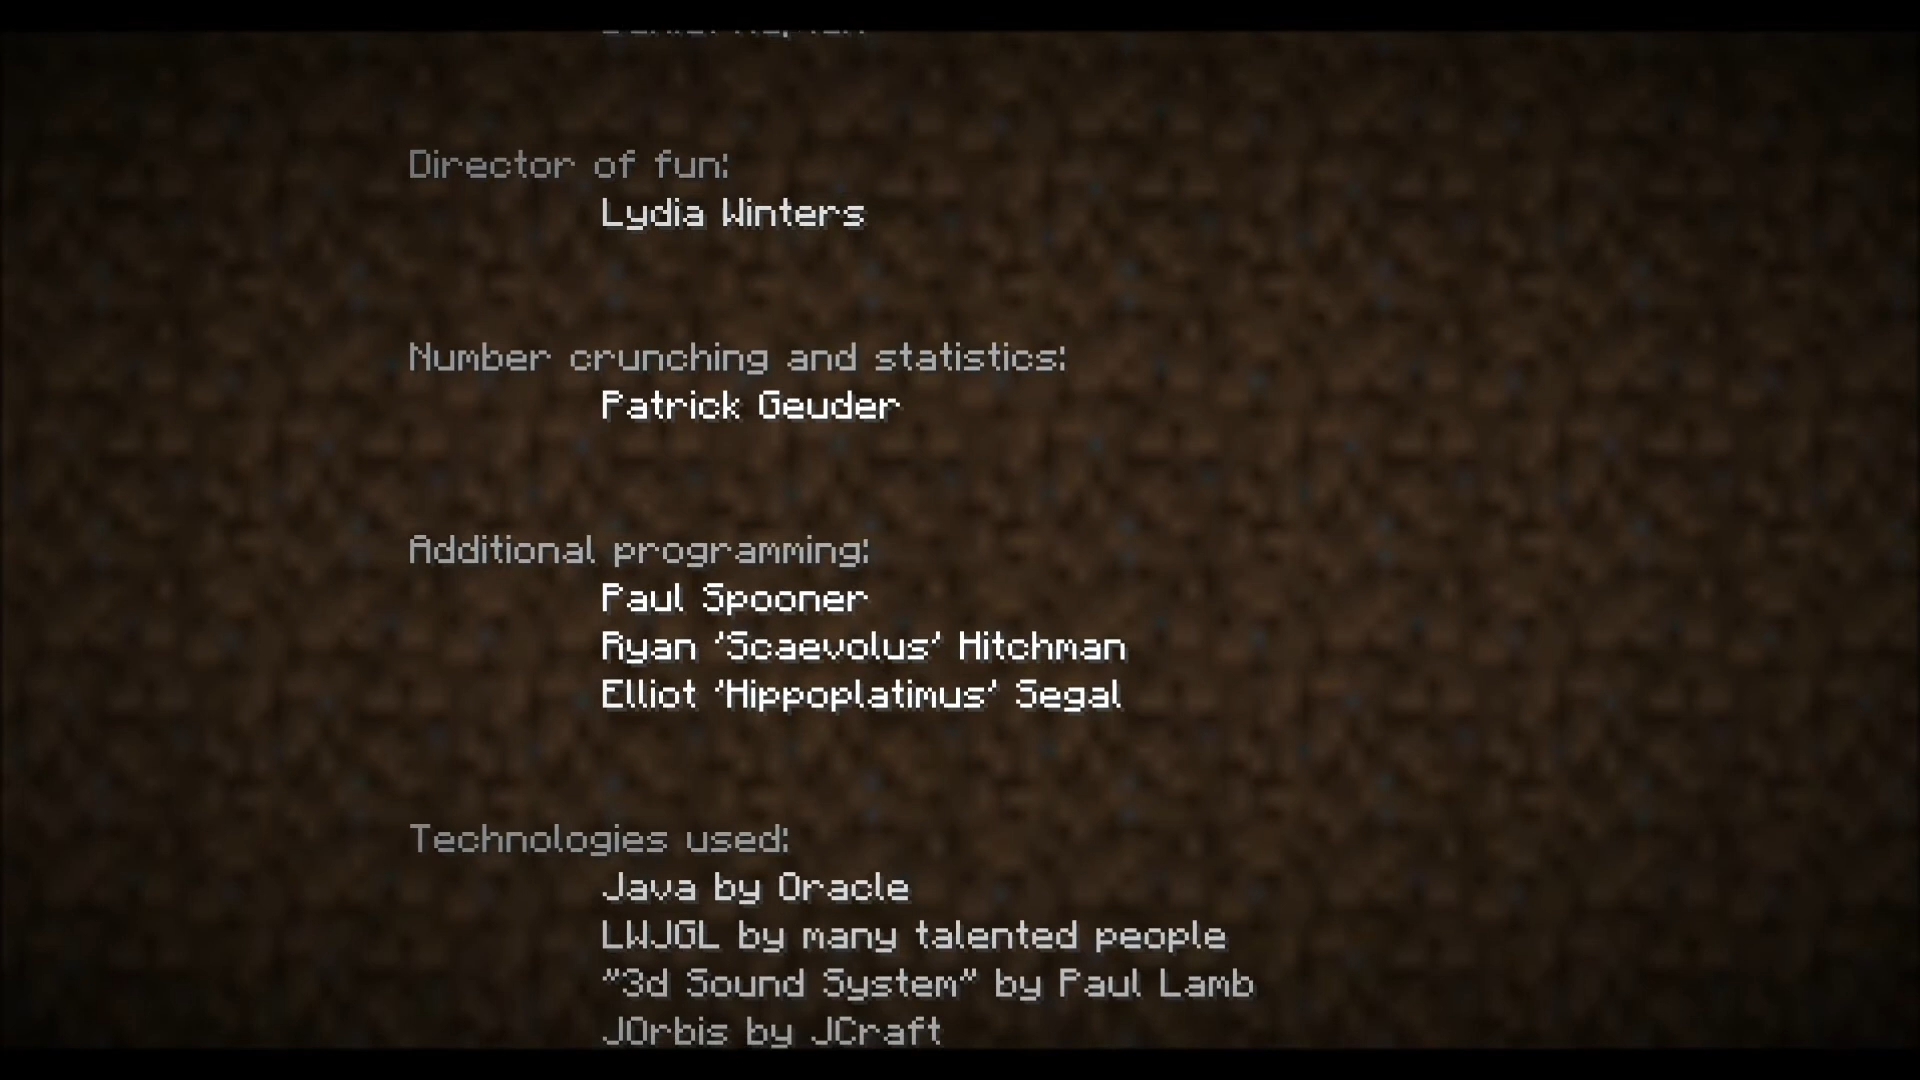 Director of fun:
Lydia Winters
Number crunching and statistics:
Patrick Geuder
Additional programming:
Paul Spooner
Ryan 'Scaevolus' Hitchman
Elliot 'Hippoplatimus' Segal
Technologies used:
Java by Oracle
LWJGL by many talented people
"3d Sound System" by Paul Lamb
JOrbis by JCraft